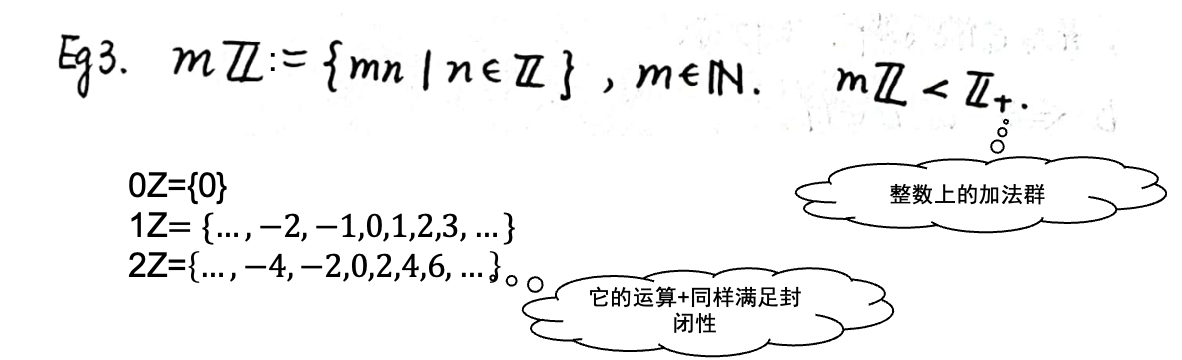 Eg3. mℤ:= {mn | n∈ℤ} , m∈ℕ. mℤ < ℤ₊.
整数上的加法群
0Z={0}
1Z= {…, −2, −1,0,1,2,3, …}
2Z={…, −4, −2,0,2,4,6, …}
它的运算+同样满足封
闭性